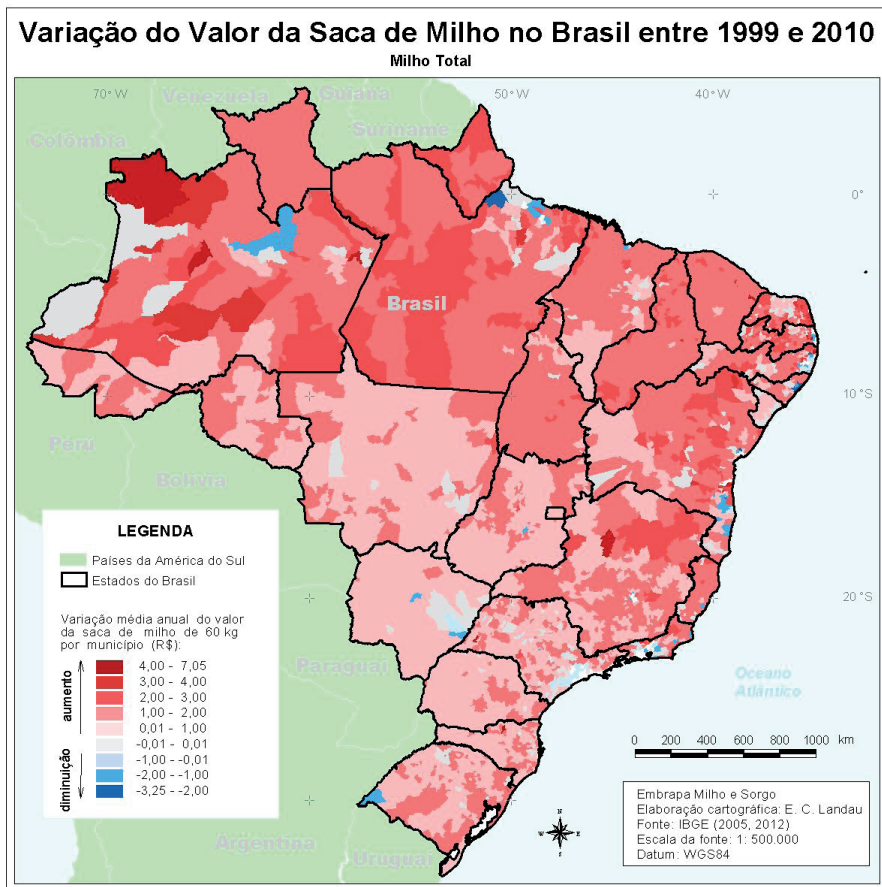 Variação do Valor da Saca de Milho no Brasil entre 1999 e 2010
Milho Total
70° W
50° W
40° W
Venezuela
Guiana
Suriname
Colômbia
0°
Brasil
10° S
Peru
Bolívia
LEGENDA
Países da América do Sul
Estados do Brasil
20° S
Variação média anual do valor
da saca de milho de 60 kg
por município (R$):
aumento
4,00 - 7,05
3,00 - 4,00
2,00 - 3,00
1,00 - 2,00
0,01 - 1,00
-0,01 - 0,01
-1,00 - -0,01
-2,00 - -1,00
-3,25 - -2,00
diminuição
Paraguai
Oceano
Atlântico
0 200 400 600 800 1000 km
Argentina
Uruguai
N
W E
S
Embrapa Milho e Sorgo
Elaboração cartográfica: E. C. Landau
Fonte: IBGE (2005, 2012)
Escala da fonte: 1: 500.000
Datum: WGS84